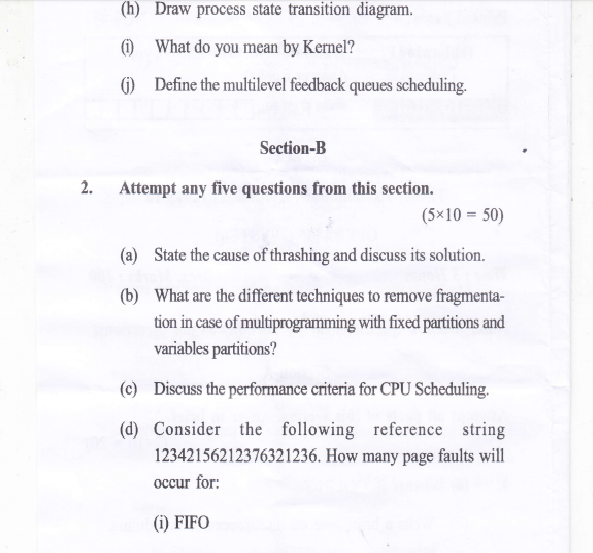 (h) Draw process state transition diagram.
(i) What do you mean by Kernel?
(j) Define the multilevel feedback queues scheduling.
Section-B
2. Attempt any five questions from this section.
(5×10 = 50)
(a) State the cause of thrashing and discuss its solution.
(b) What are the different techniques to remove fragmenta-
tion in case of multiprogramming with fixed partitions and
variables partitions?
(c) Discuss the performance criteria for CPU Scheduling.
(d) Consider the following reference string
12342156212376321236. How many page faults will
occur for:
(i) FIFO